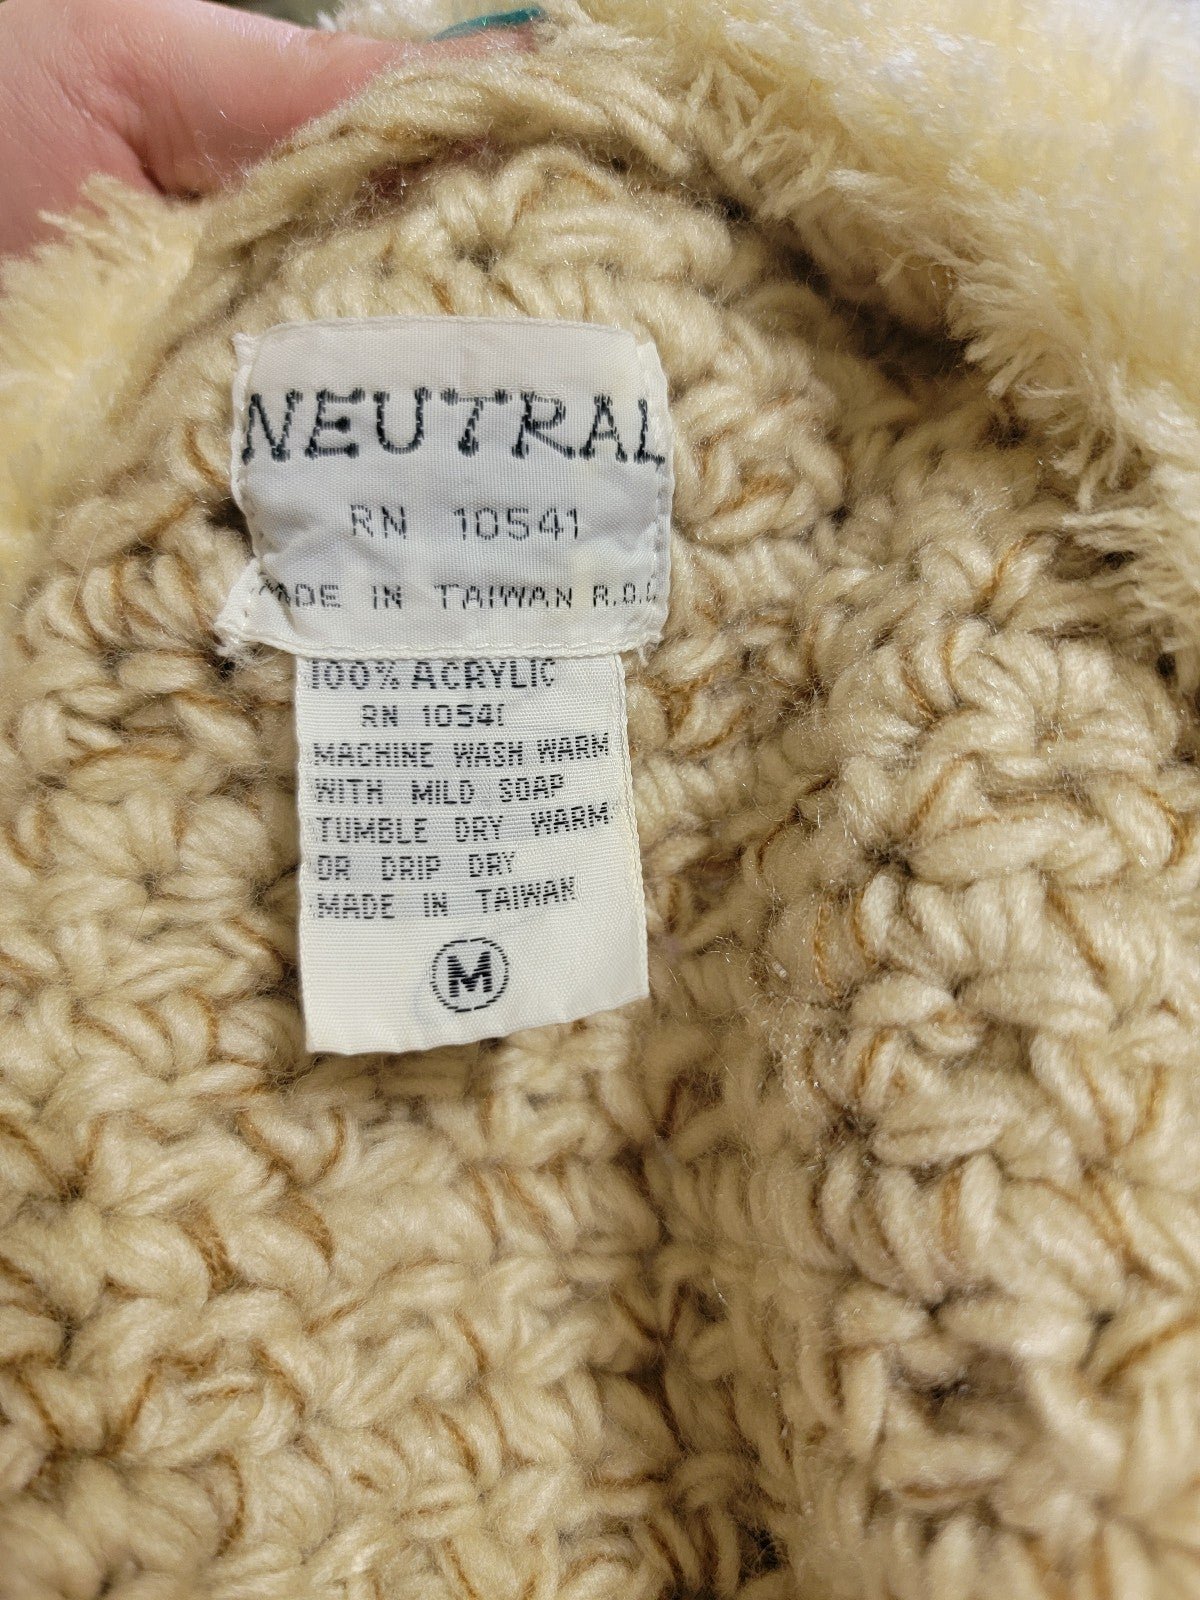 NEUTRAL
RN 10541
MADE IN TAIWAN R.O.C
100% ACRYLIC
RN 10541
MACHINE WASH WARM
WITH MILD SOAP
TUMBLE DRY WARM
OR DRIP DRY
MADE IN TAIWAN
M